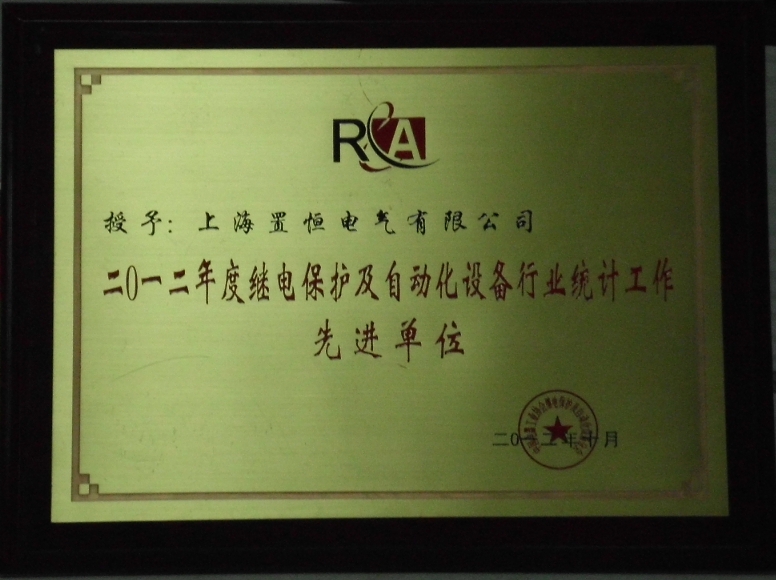 RCA
授予：上海置恒电气有限公司
二〇一二年度继电保护及自动化设备行业统计工作
先进单位
二〇一二年十月